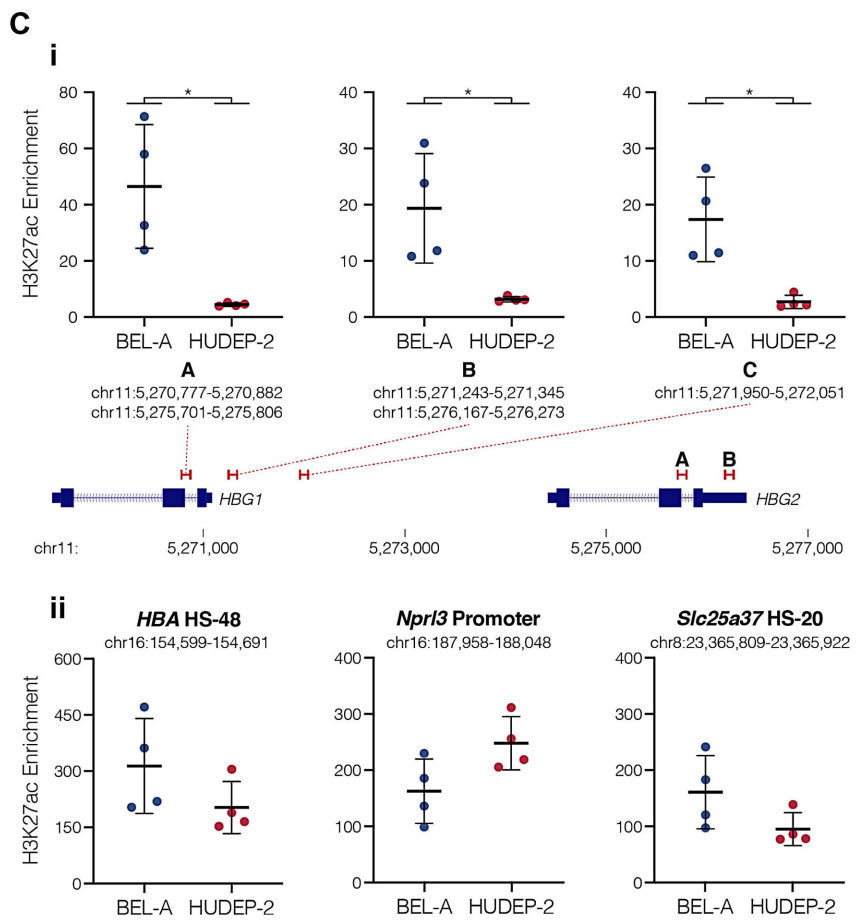 C
i
H3K27ac Enrichment
80
60
40
20
0
*
BEL-A HUDEP-2
40
30
20
10
0
*
BEL-A HUDEP-2
40
30
20
10
0
*
BEL-A HUDEP-2
A
chr11:5,270,777-5,270,882
chr11:5,275,701-5,275,806
B
chr11:5,271,243-5,271,345
chr11:5,276,167-5,276,273
C
chr11:5,271,950-5,272,051
A B
HBG1
HBG2
chr11: 5,271,000 5,273,000 5,275,000 5,277,000
ii
H3K27ac Enrichment
HBA HS-48
chr16:154,599-154,691
600
450
300
150
0
BEL-A HUDEP-2
Nprl3 Promoter
chr16:187,958-188,048
400
300
200
100
0
BEL-A HUDEP-2
Slc25a37 HS-20
chr8:23,365,809-23,365,922
400
300
200
100
0
BEL-A HUDEP-2